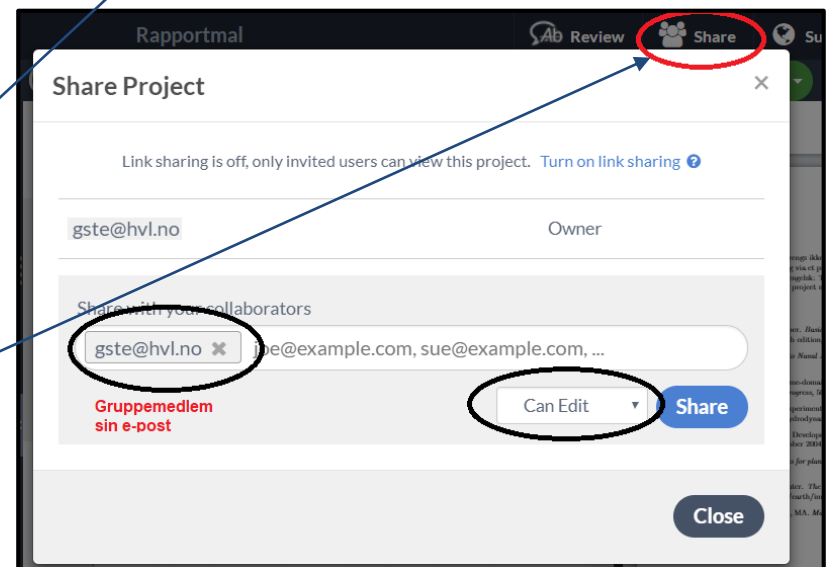 Rapportmal
Review
Share
Su
Share Project
×
Link sharing is off, only invited users can view this project. Turn on link sharing
gste@hvl.no
Owner
Share with your collaborators
gste@hvl.no ✖ joe@example.com, sue@example.com, ...
Gruppemedlem
sin e-post
Can Edit
Share
Close